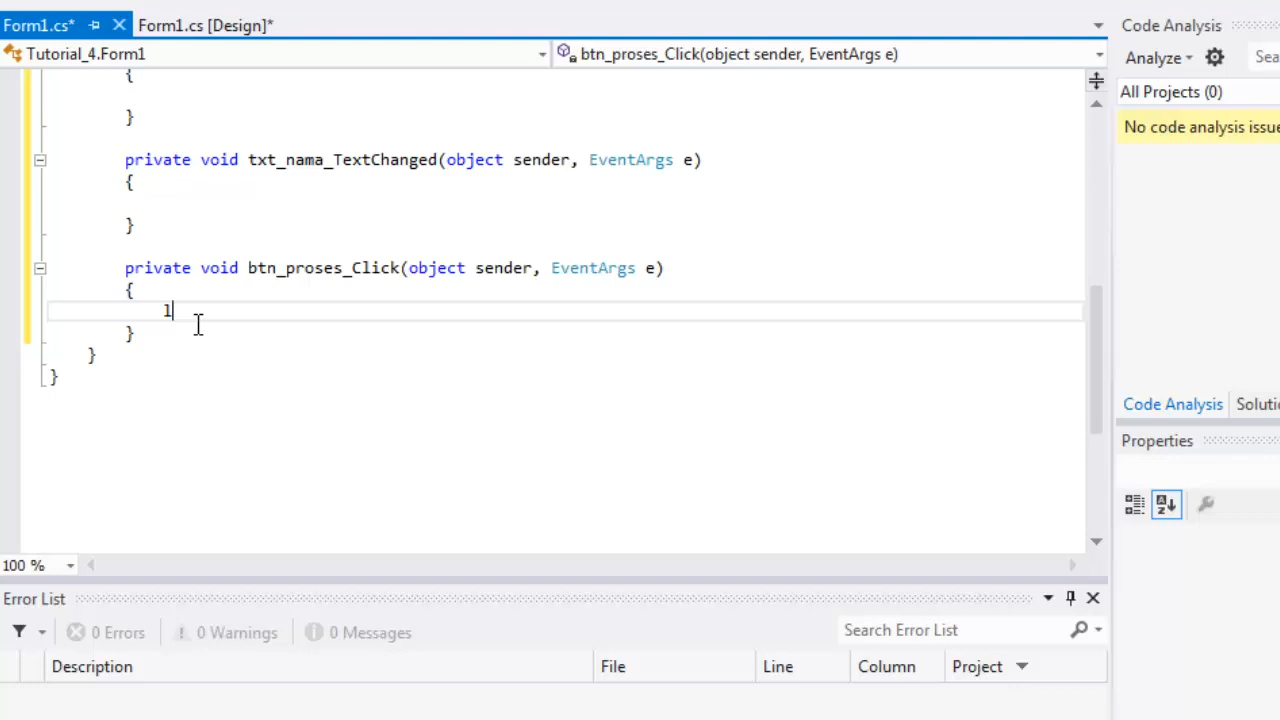 Form1.cs* Form1.cs [Design]* Code Analysis
Tutorial_4.Form1 btn_proses_Click(object sender, EventArgs e) Analyze Sea
All Projects (0)
No code analysis issue
{
}
private void txt_nama_TextChanged(object sender, EventArgs e)
{
}
private void btn_proses_Click(object sender, EventArgs e)
{
l
}
}
}
Code Analysis Soluti
Properties
100 %
Error List
0 Errors 0 Warnings 0 Messages Search Error List
Description File Line Column Project